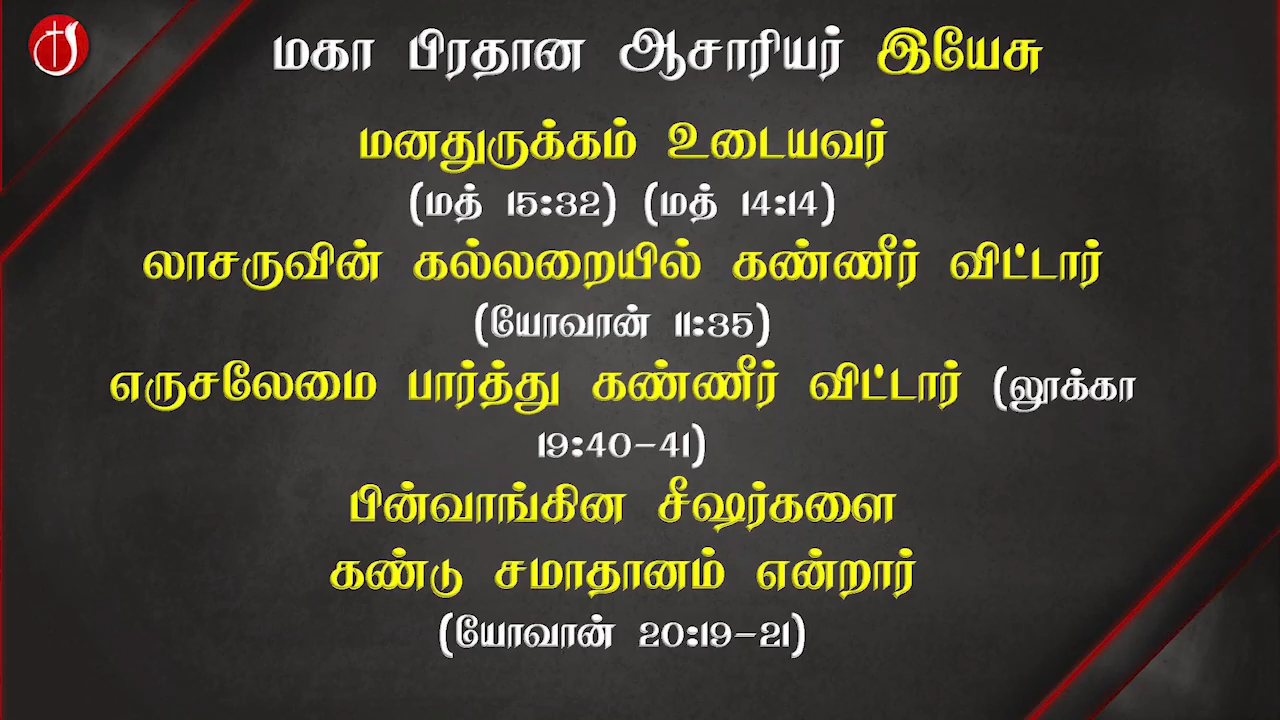 மகா பிரதான ஆசாரியர் இயேசு
மனதுருக்கம் உடையவர்
(மத் 15:32) (மத் 14:14)
லாசருவின் கல்லறையில் கண்ணீர் விட்டார்
(யோவான் 11:35)
எருசலேமை பார்த்து கண்ணீர் விட்டார் (லூக்கா
19:40-41)
பின்வாங்கின சீஷர்களை
கண்டு சமாதானம் என்றார்
(யோவான் 20:19-21)